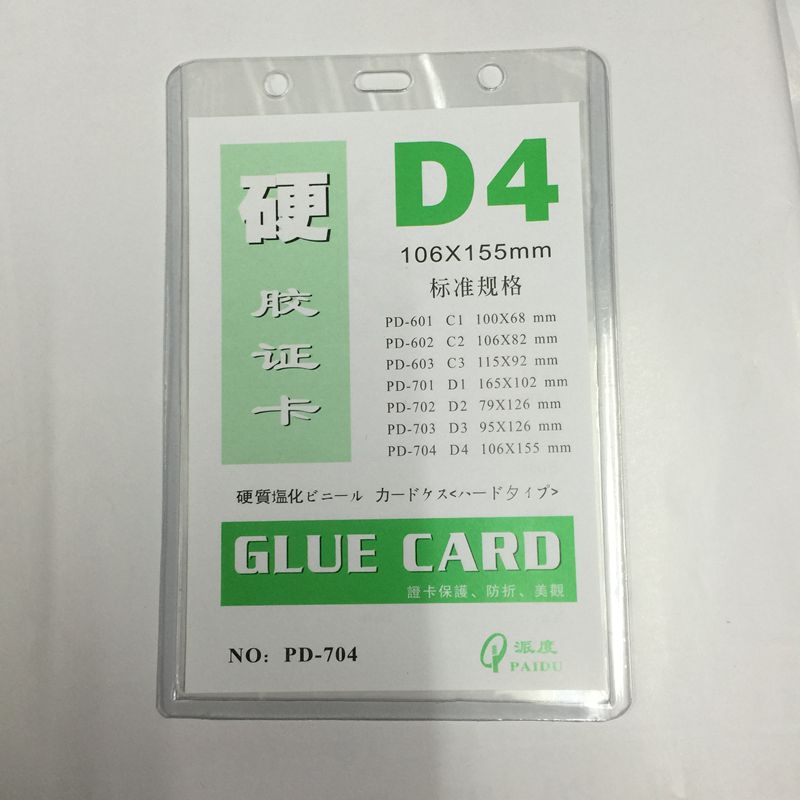 硬
胶
证
卡
D4
106X155mm
标准规格
PD-601 C1 100X68 mm
PD-602 C2 106X82 mm
PD-603 C3 115X92 mm
PD-701 D1 165X102 mm
PD-702 D2 79X126 mm
PD-703 D3 95X126 mm
PD-704 D4 106X155 mm
硬質塩化ビニール カードケス<ハードタイプ>
GLUE CARD
證卡保護、防折、美觀
NO: PD-704
派度
PAIDU